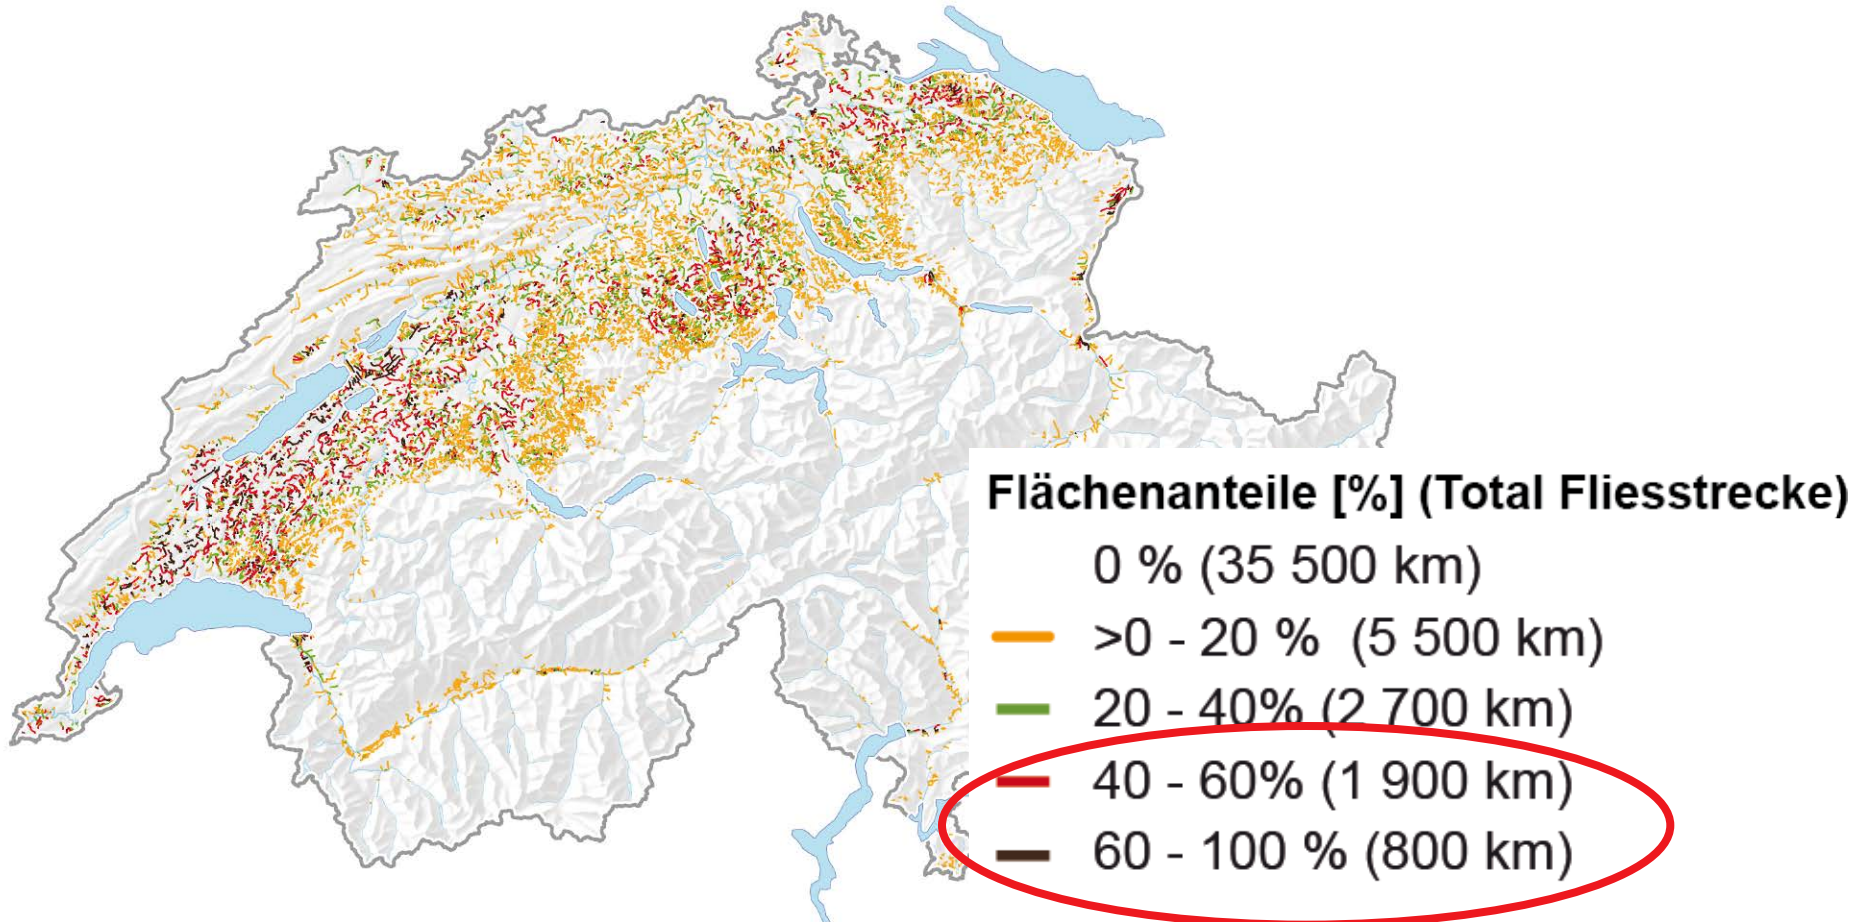 Flächenanteile [%] (Total Fliesstrecke)
0 % (35 500 km)
>0 - 20 % (5 500 km)
20 - 40% (2 700 km)
40 - 60% (1 900 km)
60 - 100 % (800 km)